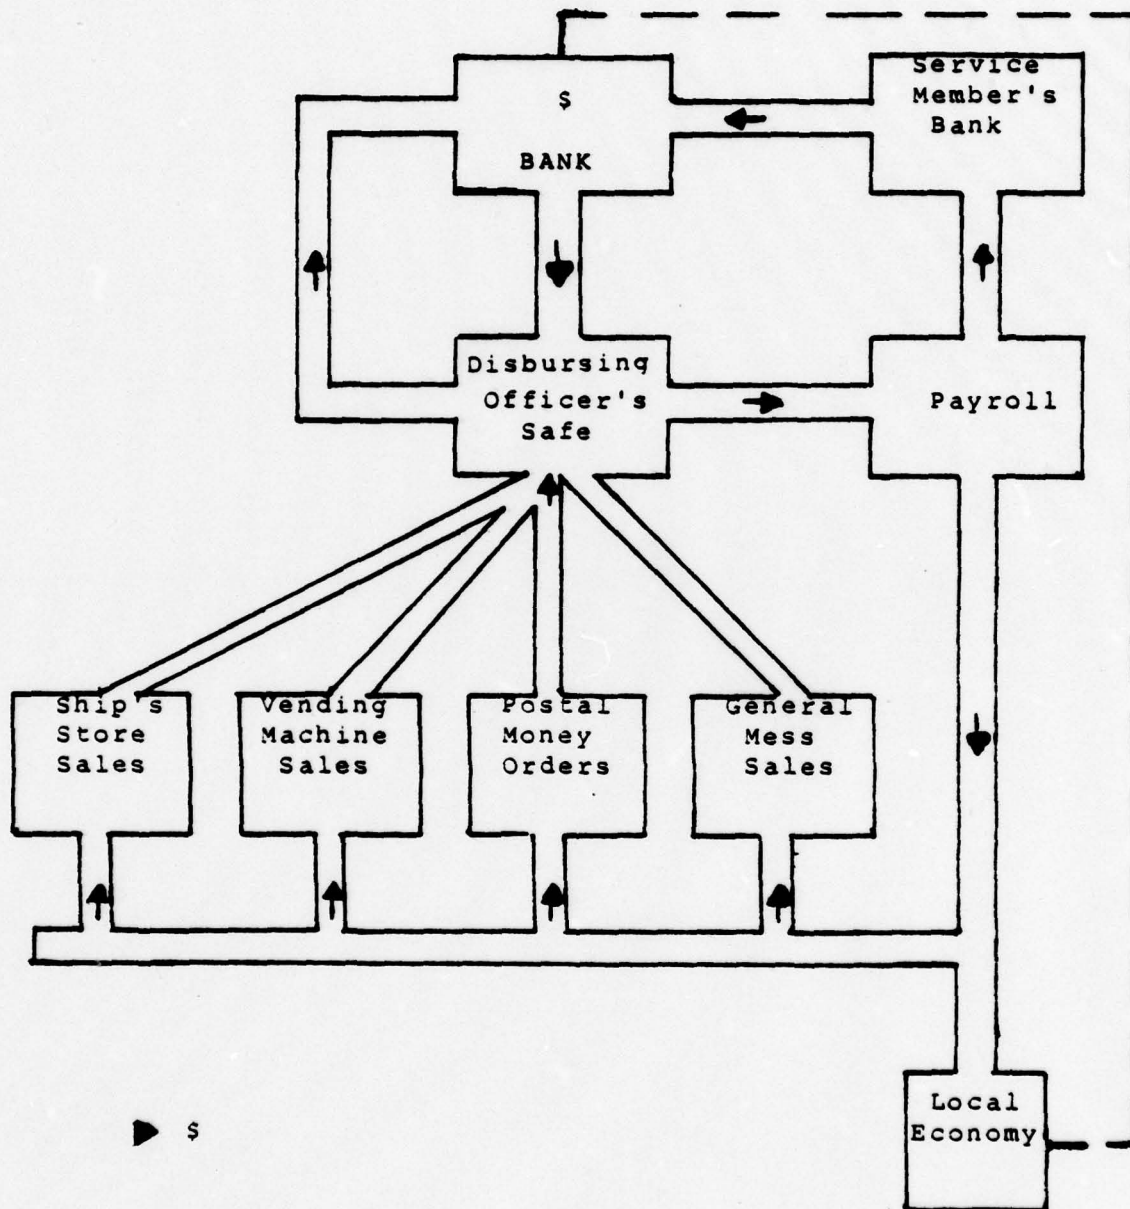 $
BANK
Service
Member's
Bank
Disbursing
Officer's
Safe
Payroll
Ship's
Store
Sales
Vending
Machine
Sales
Postal
Money
Orders
General
Mess
Sales
Local
Economy
$